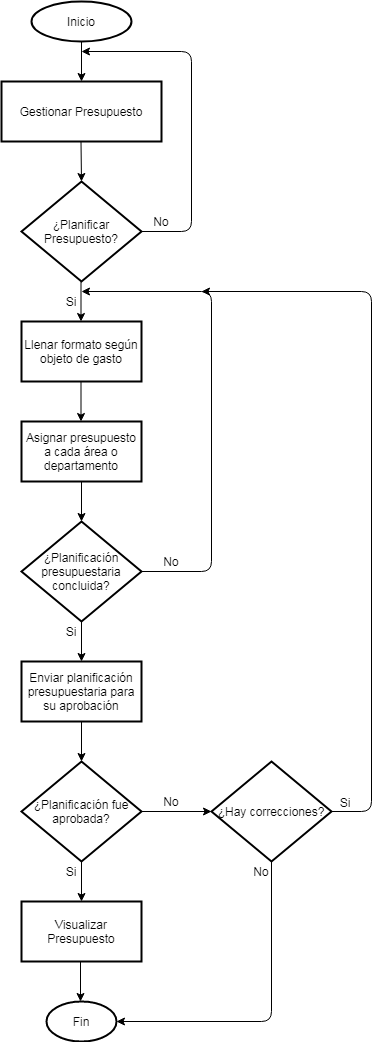 Inicio
Gestionar Presupuesto
¿Planificar
Presupuesto?
No
Si
Llenar formato según
objeto de gasto
Asignar presupuesto
a cada área o
departamento
¿Planificación
presupuestaria
concluida?
No
Si
Enviar planificación
presupuestaria para
su aprobación
¿Planificación fue
aprobada?
No
¿Hay correcciones?
Si
Si
No
Visualizar
Presupuesto
Fin